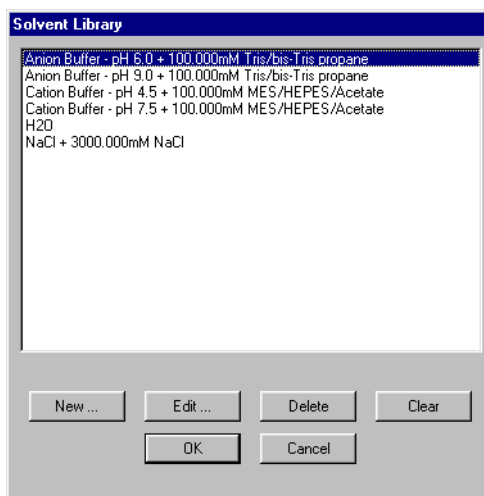 Solvent Library
Anion Buffer - pH 6.0 + 100.000mM Tris/bis-Tris propane
Anion Buffer - pH 9.0 + 100.000mM Tris/bis-Tris propane
Cation Buffer - pH 4.5 + 100.000mM MES/HEPES/Acetate
Cation Buffer - pH 7.5 + 100.000mM MES/HEPES/Acetate
H2O
NaCl + 3000.000mM NaCl
New ... Edit ... Delete Clear
OK Cancel